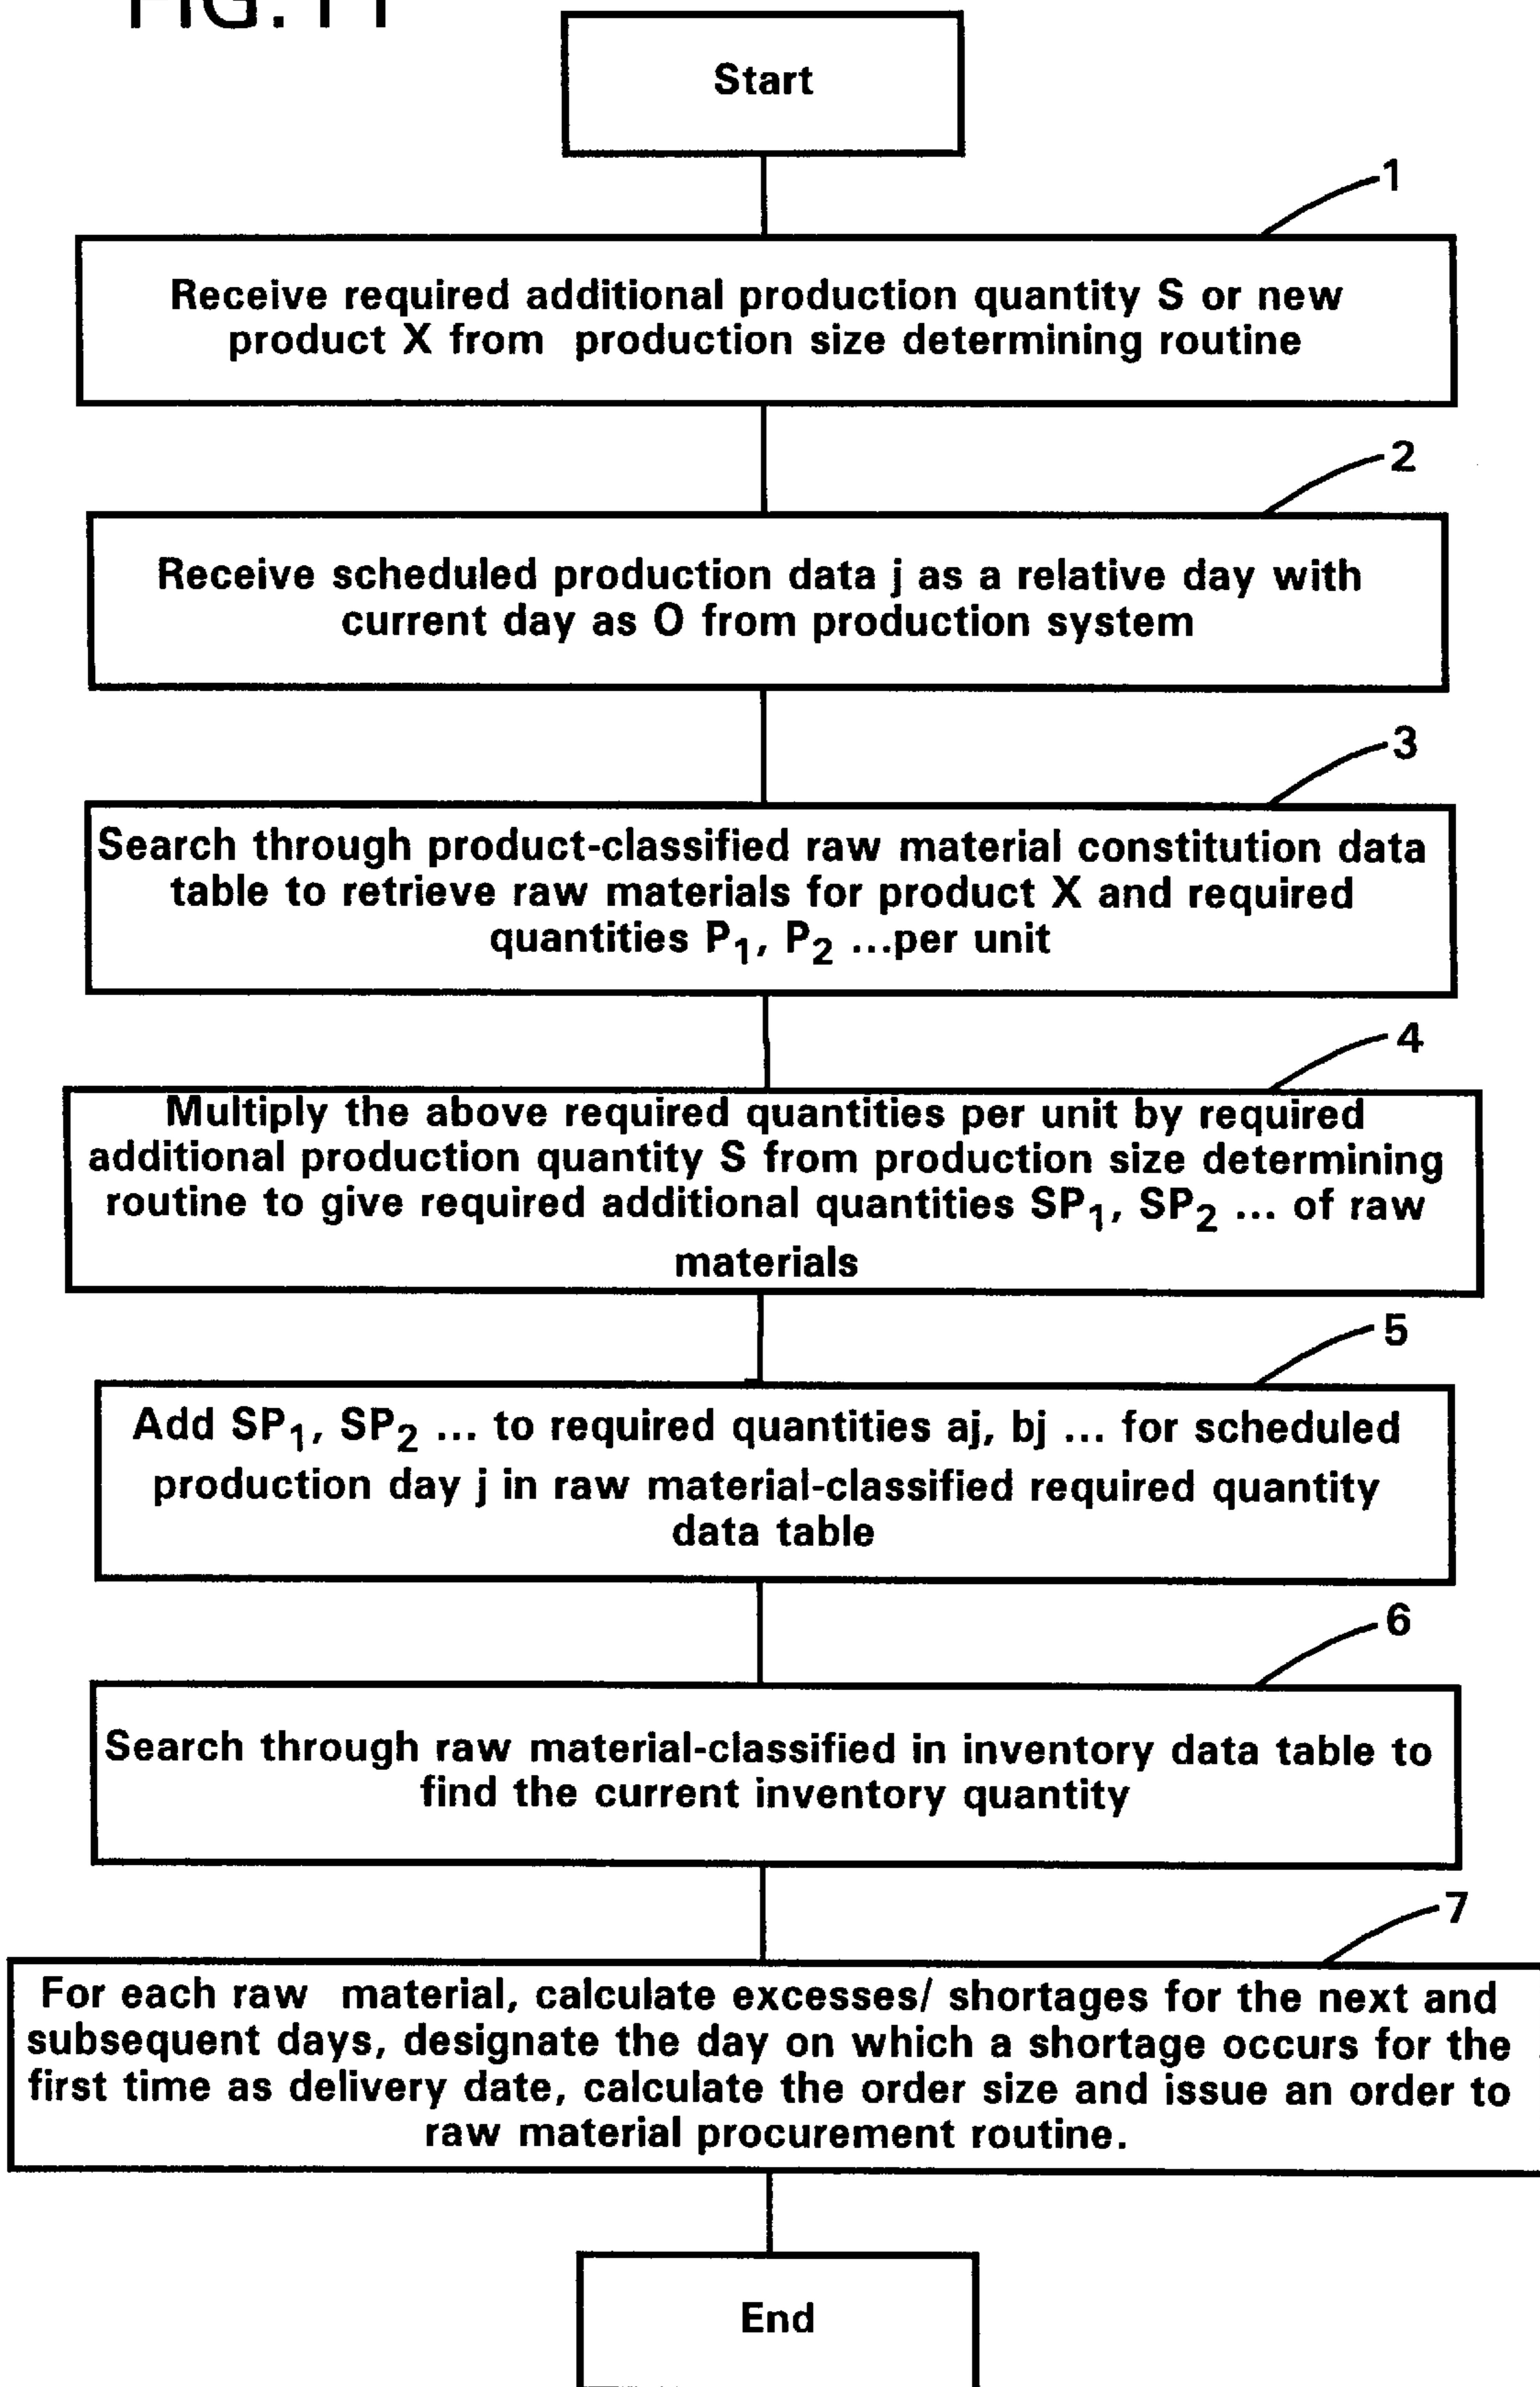 FIG. 11
Start
1
Receive required additional production quantity S or new
product X from production size determining routine
2
Receive scheduled production data j as a relative day with
current day as O from production system
3
Search through product-classified raw material constitution data
table to retrieve raw materials for product X and required
quantities P₁, P₂ ...per unit
4
Multiply the above required quantities per unit by required
additional production quantity S from production size determining
routine to give required additional quantities SP₁, SP₂ ... of raw
materials
5
Add SP₁, SP₂ ... to required quantities aj, bj ... for scheduled
production day j in raw material-classified required quantity
data table
6
Search through raw material-classified in inventory data table to
find the current inventory quantity
7
For each raw material, calculate excesses/ shortages for the next and
subsequent days, designate the day on which a shortage occurs for the
first time as delivery date, calculate the order size and issue an order to
raw material procurement routine.
End